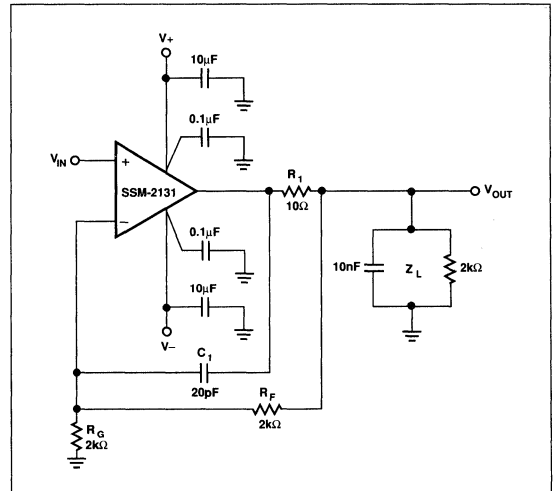 V+
10µF
0.1µF
VIN
+
SSM-2131
−
R1
10Ω
VOUT
0.1µF
10nF
ZL
2kΩ
10µF
V−
C1
20pF
RF
2kΩ
RG
2kΩ